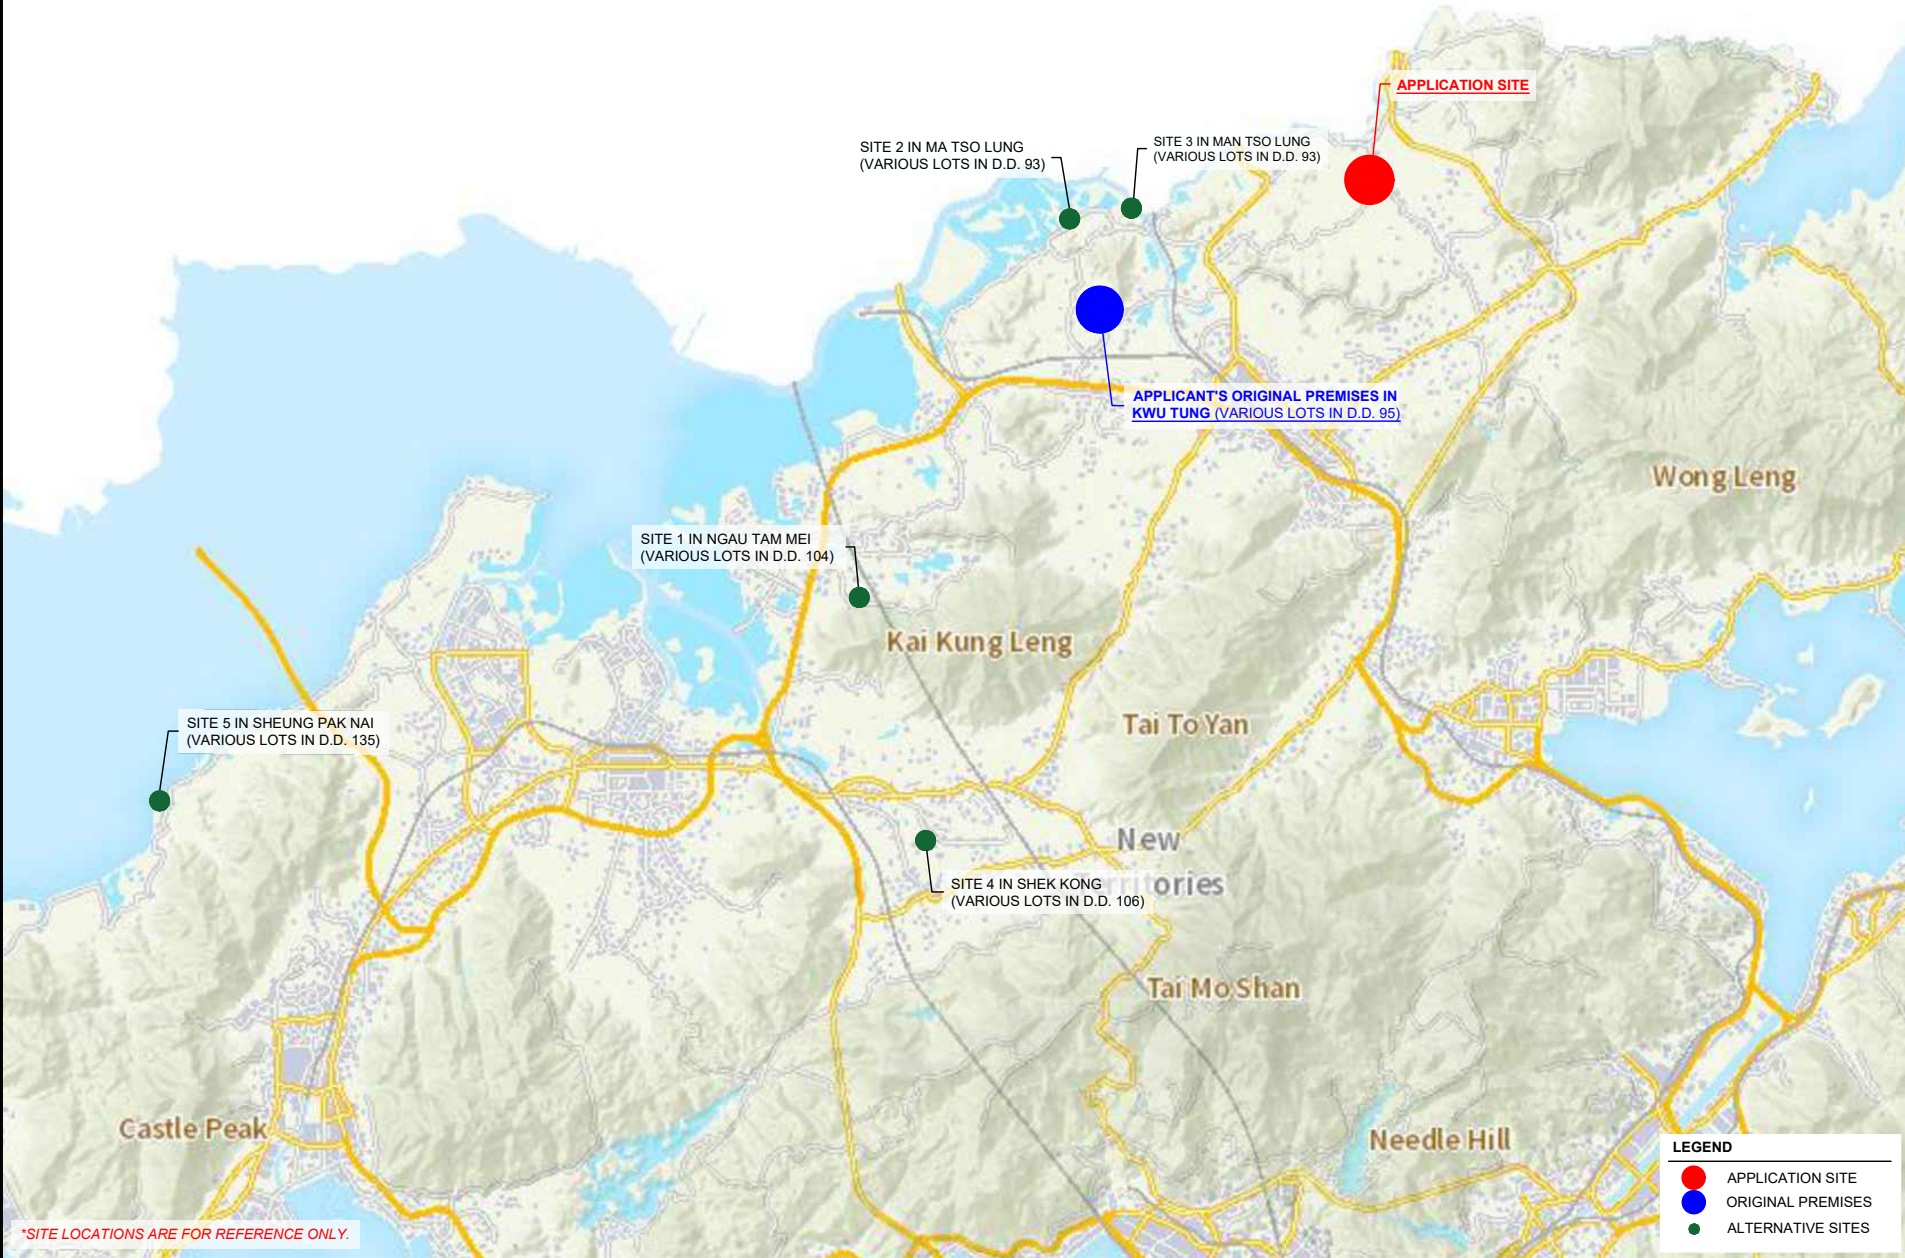 APPLICATION SITE
SITE 2 IN MA TSO LUNG
(VARIOUS LOTS IN D.D. 93)
SITE 3 IN MAN TSO LUNG
(VARIOUS LOTS IN D.D. 93)
APPLICANT'S ORIGINAL PREMISES IN
KWU TUNG (VARIOUS LOTS IN D.D. 95)
Wong Leng
SITE 1 IN NGAU TAM MEI
(VARIOUS LOTS IN D.D. 104)
Kai Kung Leng
Tai To Yan
SITE 5 IN SHEUNG PAK NAI
(VARIOUS LOTS IN D.D. 135)
New
Territories
SITE 4 IN SHEK KONG
(VARIOUS LOTS IN D.D. 106)
Tai Mo Shan
Castle Peak
Needle Hill
LEGEND
APPLICATION SITE
ORIGINAL PREMISES
ALTERNATIVE SITES
*SITE LOCATIONS ARE FOR REFERENCE ONLY.